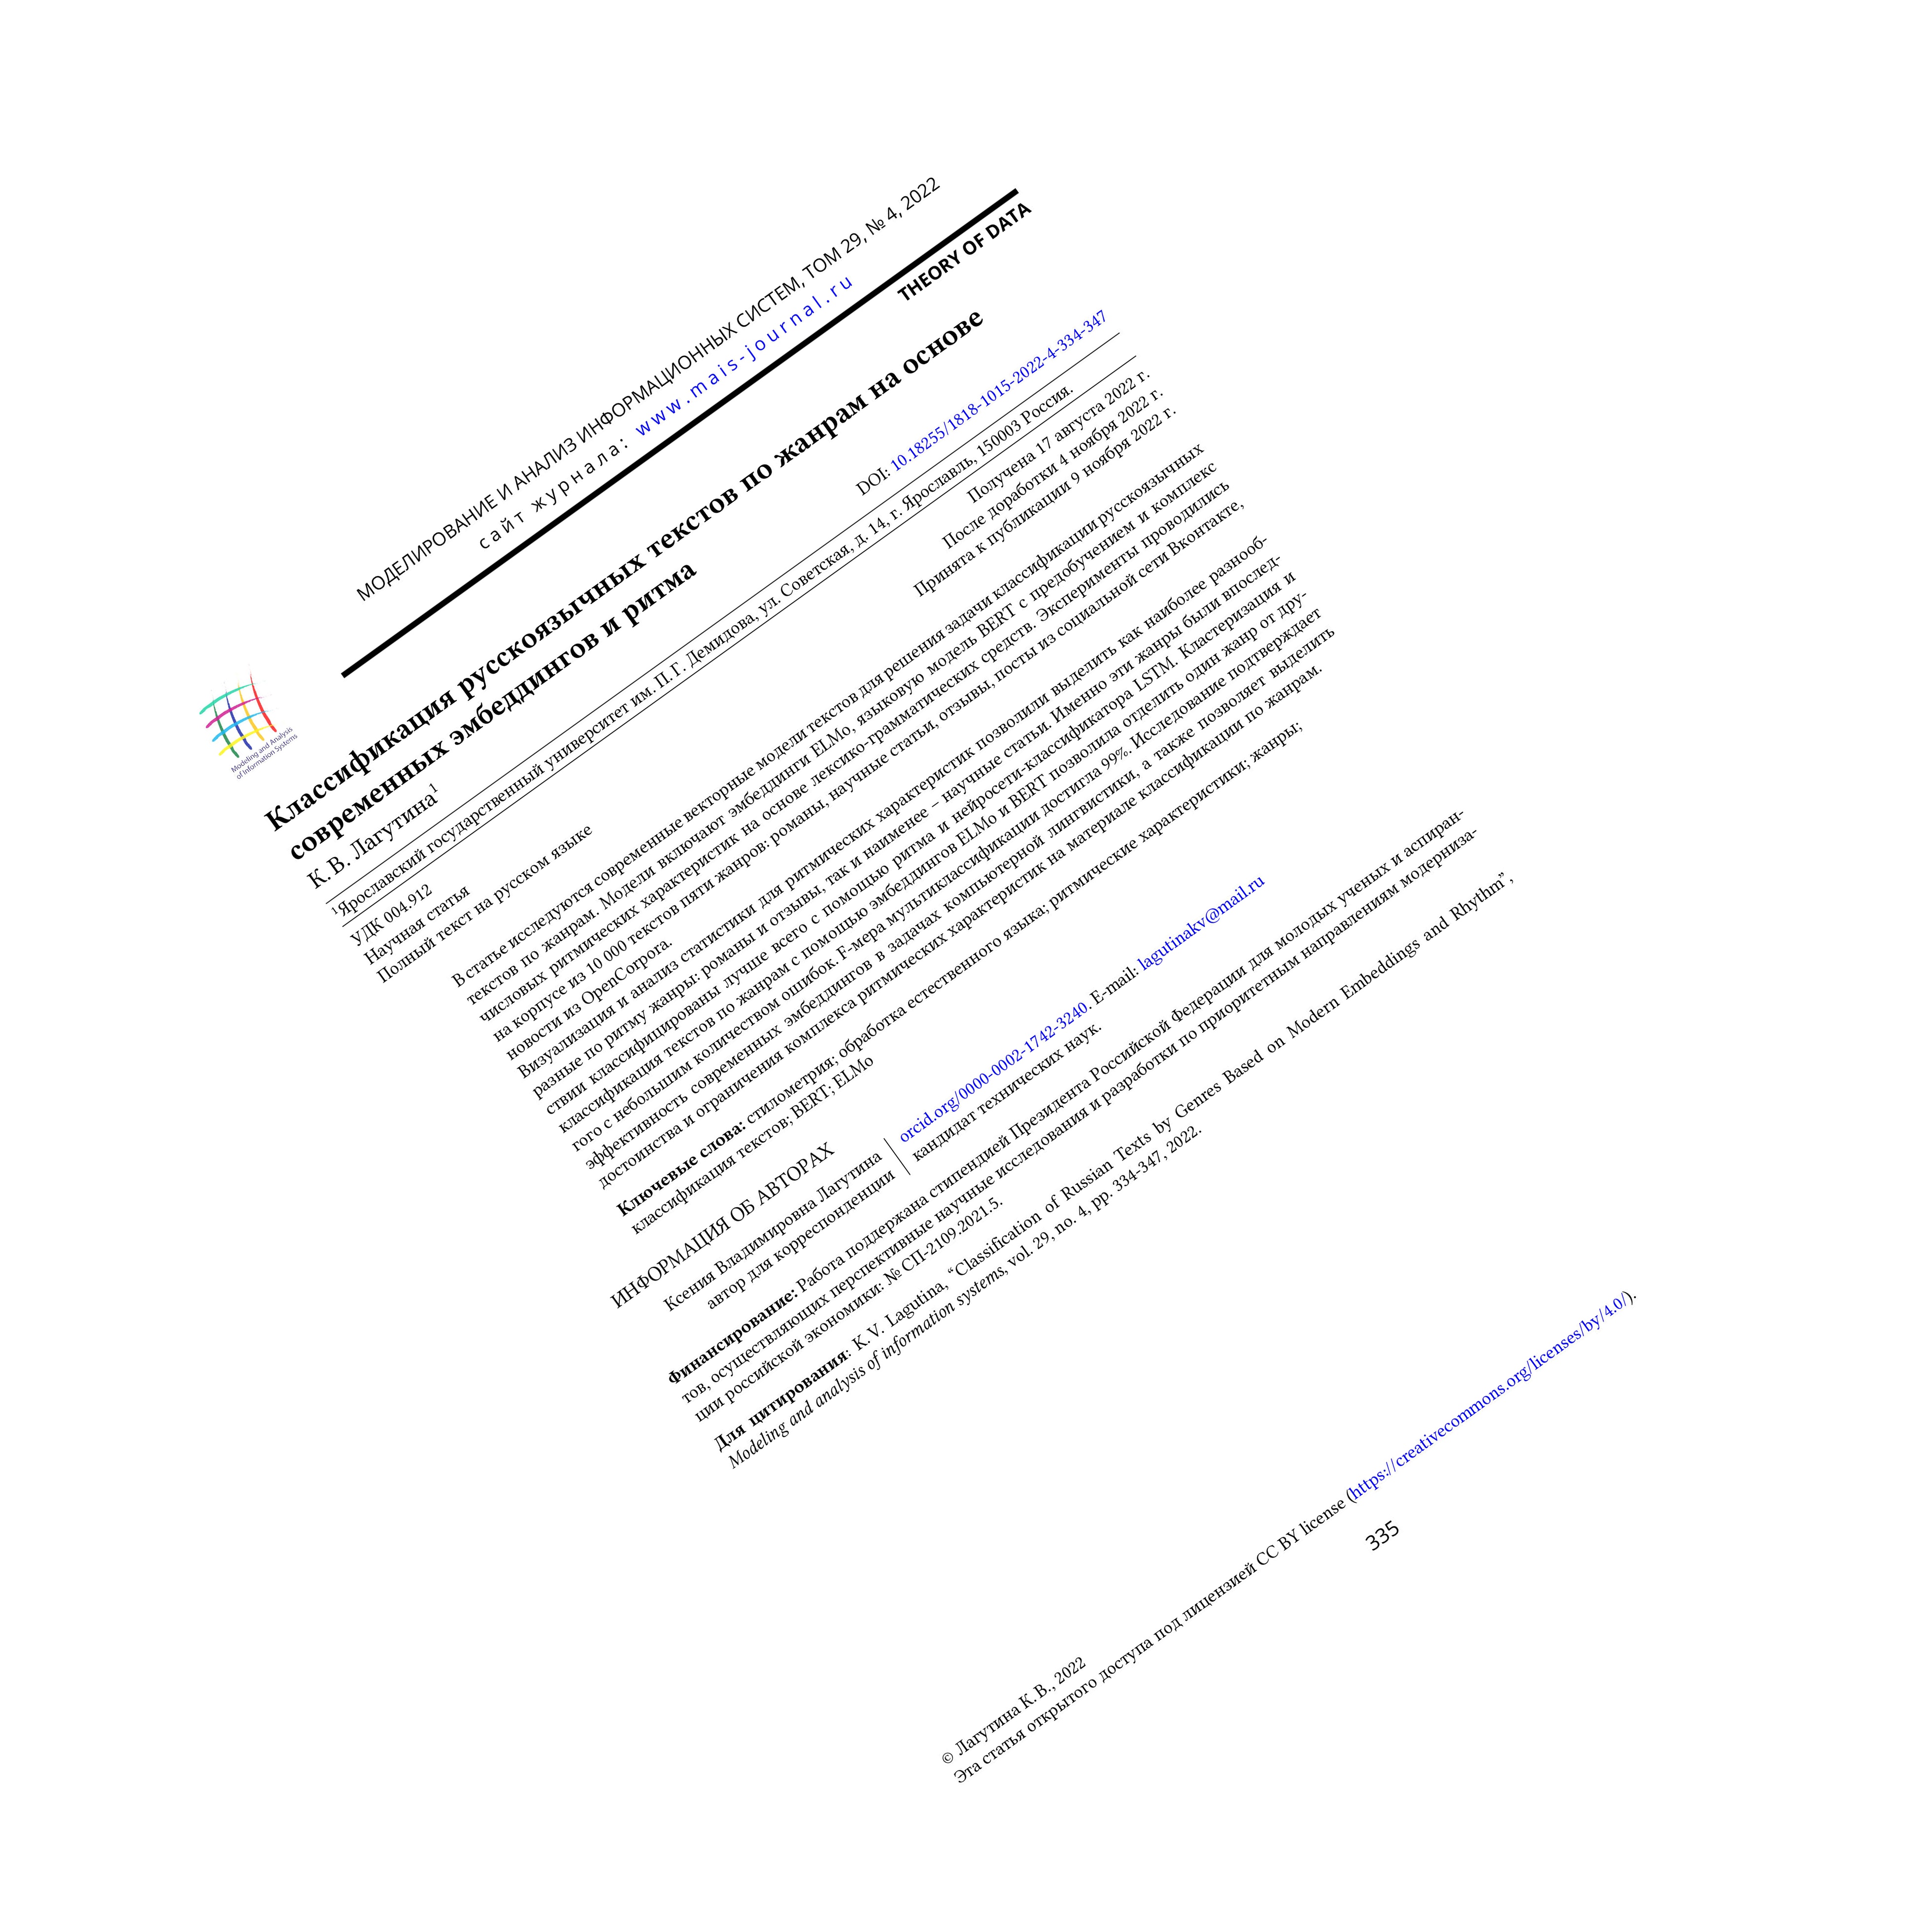 МОДЕЛИРОВАНИЕ И АНАЛИЗ ИНФОРМАЦИОННЫХ СИСТЕМ, ТОМ 29, № 4, 2022
сайт журнала: www.mais-journal.ru
Modeling and Analysis
of Information Systems
THEORY OF DATA
Классификация русскоязычных текстов по жанрам на основе
современных эмбеддингов и ритма
К. В. Лагутина¹
DOI: 10.18255/1818-1015-2022-4-334-347
¹Ярославский государственный университет им. П. Г. Демидова, ул. Советская, д. 14, г. Ярославль, 150003 Россия.
УДК 004.912
Научная статья
Полный текст на русском языке
Получена 17 августа 2022 г.
После доработки 4 ноября 2022 г.
Принята к публикации 9 ноября 2022 г.
В статье исследуются современные векторные модели текстов для решения задачи классификации русскоязычных
текстов по жанрам. Модели включают эмбеддинги ELMo, языковую модель BERT с предобучением и комплекс
числовых ритмических характеристик на основе лексико-грамматических средств. Эксперименты проводились
на корпусе из 10 000 текстов пяти жанров: романы, научные статьи, отзывы, посты из социальной сети Вконтакте,
новости из OpenCorpora.
Визуализация и анализ статистики для ритмических характеристик позволили выделить как наиболее разнооб-
разные по ритму жанры: романы и отзывы, так и наименее – научные статьи. Именно эти жанры были впослед-
ствии классифицированы лучше всего с помощью ритма и нейросети-классификатора LSTM. Кластеризация и
классификация текстов по жанрам с помощью эмбеддингов ELMo и BERT позволила отделить один жанр от дру-
гого с небольшим количеством ошибок. F-мера мультиклассификации достигла 99%. Исследование подтверждает
эффективность современных эмбеддингов в задачах компьютерной лингвистики, а также позволяет выделить
достоинства и ограничения комплекса ритмических характеристик на материале классификации по жанрам.
Ключевые слова: стилометрия; обработка естественного языка; ритмические характеристики; жанры;
классификация текстов; BERT; ELMo
ИНФОРМАЦИЯ ОБ АВТОРАХ
Ксения Владимировна Лагутина
автор для корреспонденции
orcid.org/0000-0002-1742-3240. E-mail: lagutinakv@mail.ru
кандидат технических наук.
Финансирование: Работа поддержана стипендией Президента Российской Федерации для молодых ученых и аспиран-
тов, осуществляющих перспективные научные исследования и разработки по приоритетным направлениям модерниза-
ции российской экономики: № СП-2109.2021.5.
Для цитирования: K. V. Lagutina, “Classification of Russian Texts by Genres Based on Modern Embeddings and Rhythm”,
Modeling and analysis of information systems, vol. 29, no. 4, pp. 334-347, 2022.
© Лагутина К. В., 2022
Эта статья открытого доступа под лицензией CC BY license (https://creativecommons.org/licenses/by/4.0/).
335